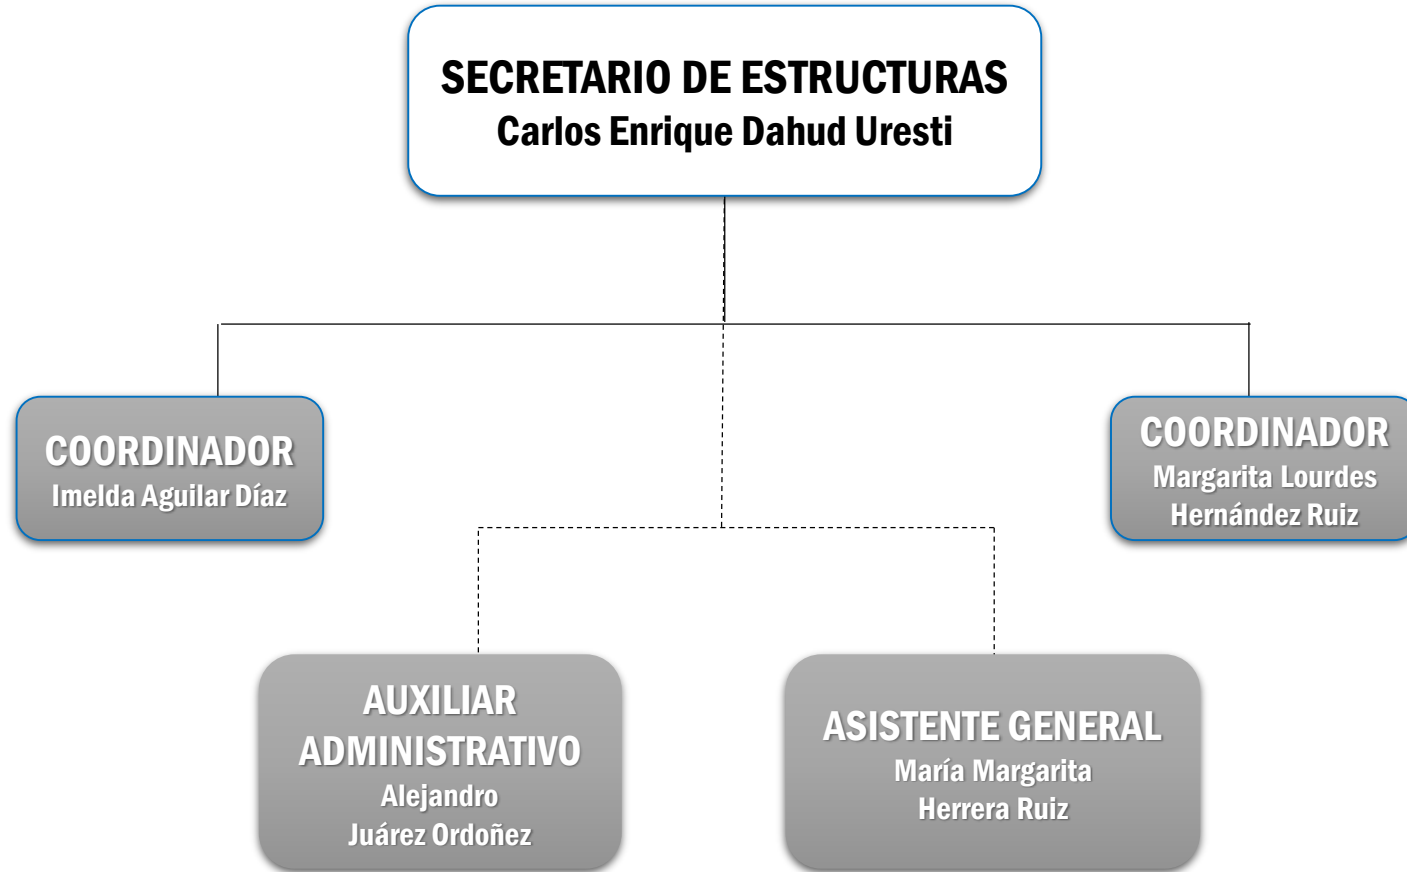 SECRETARIO DE ESTRUCTURAS
Carlos Enrique Dahud Uresti
COORDINADOR
Imelda Aguilar Díaz
COORDINADOR
Margarita Lourdes
Hernández Ruiz
AUXILIAR
ADMINISTRATIVO
Alejandro
Juárez Ordoñez
ASISTENTE GENERAL
María Margarita
Herrera Ruiz